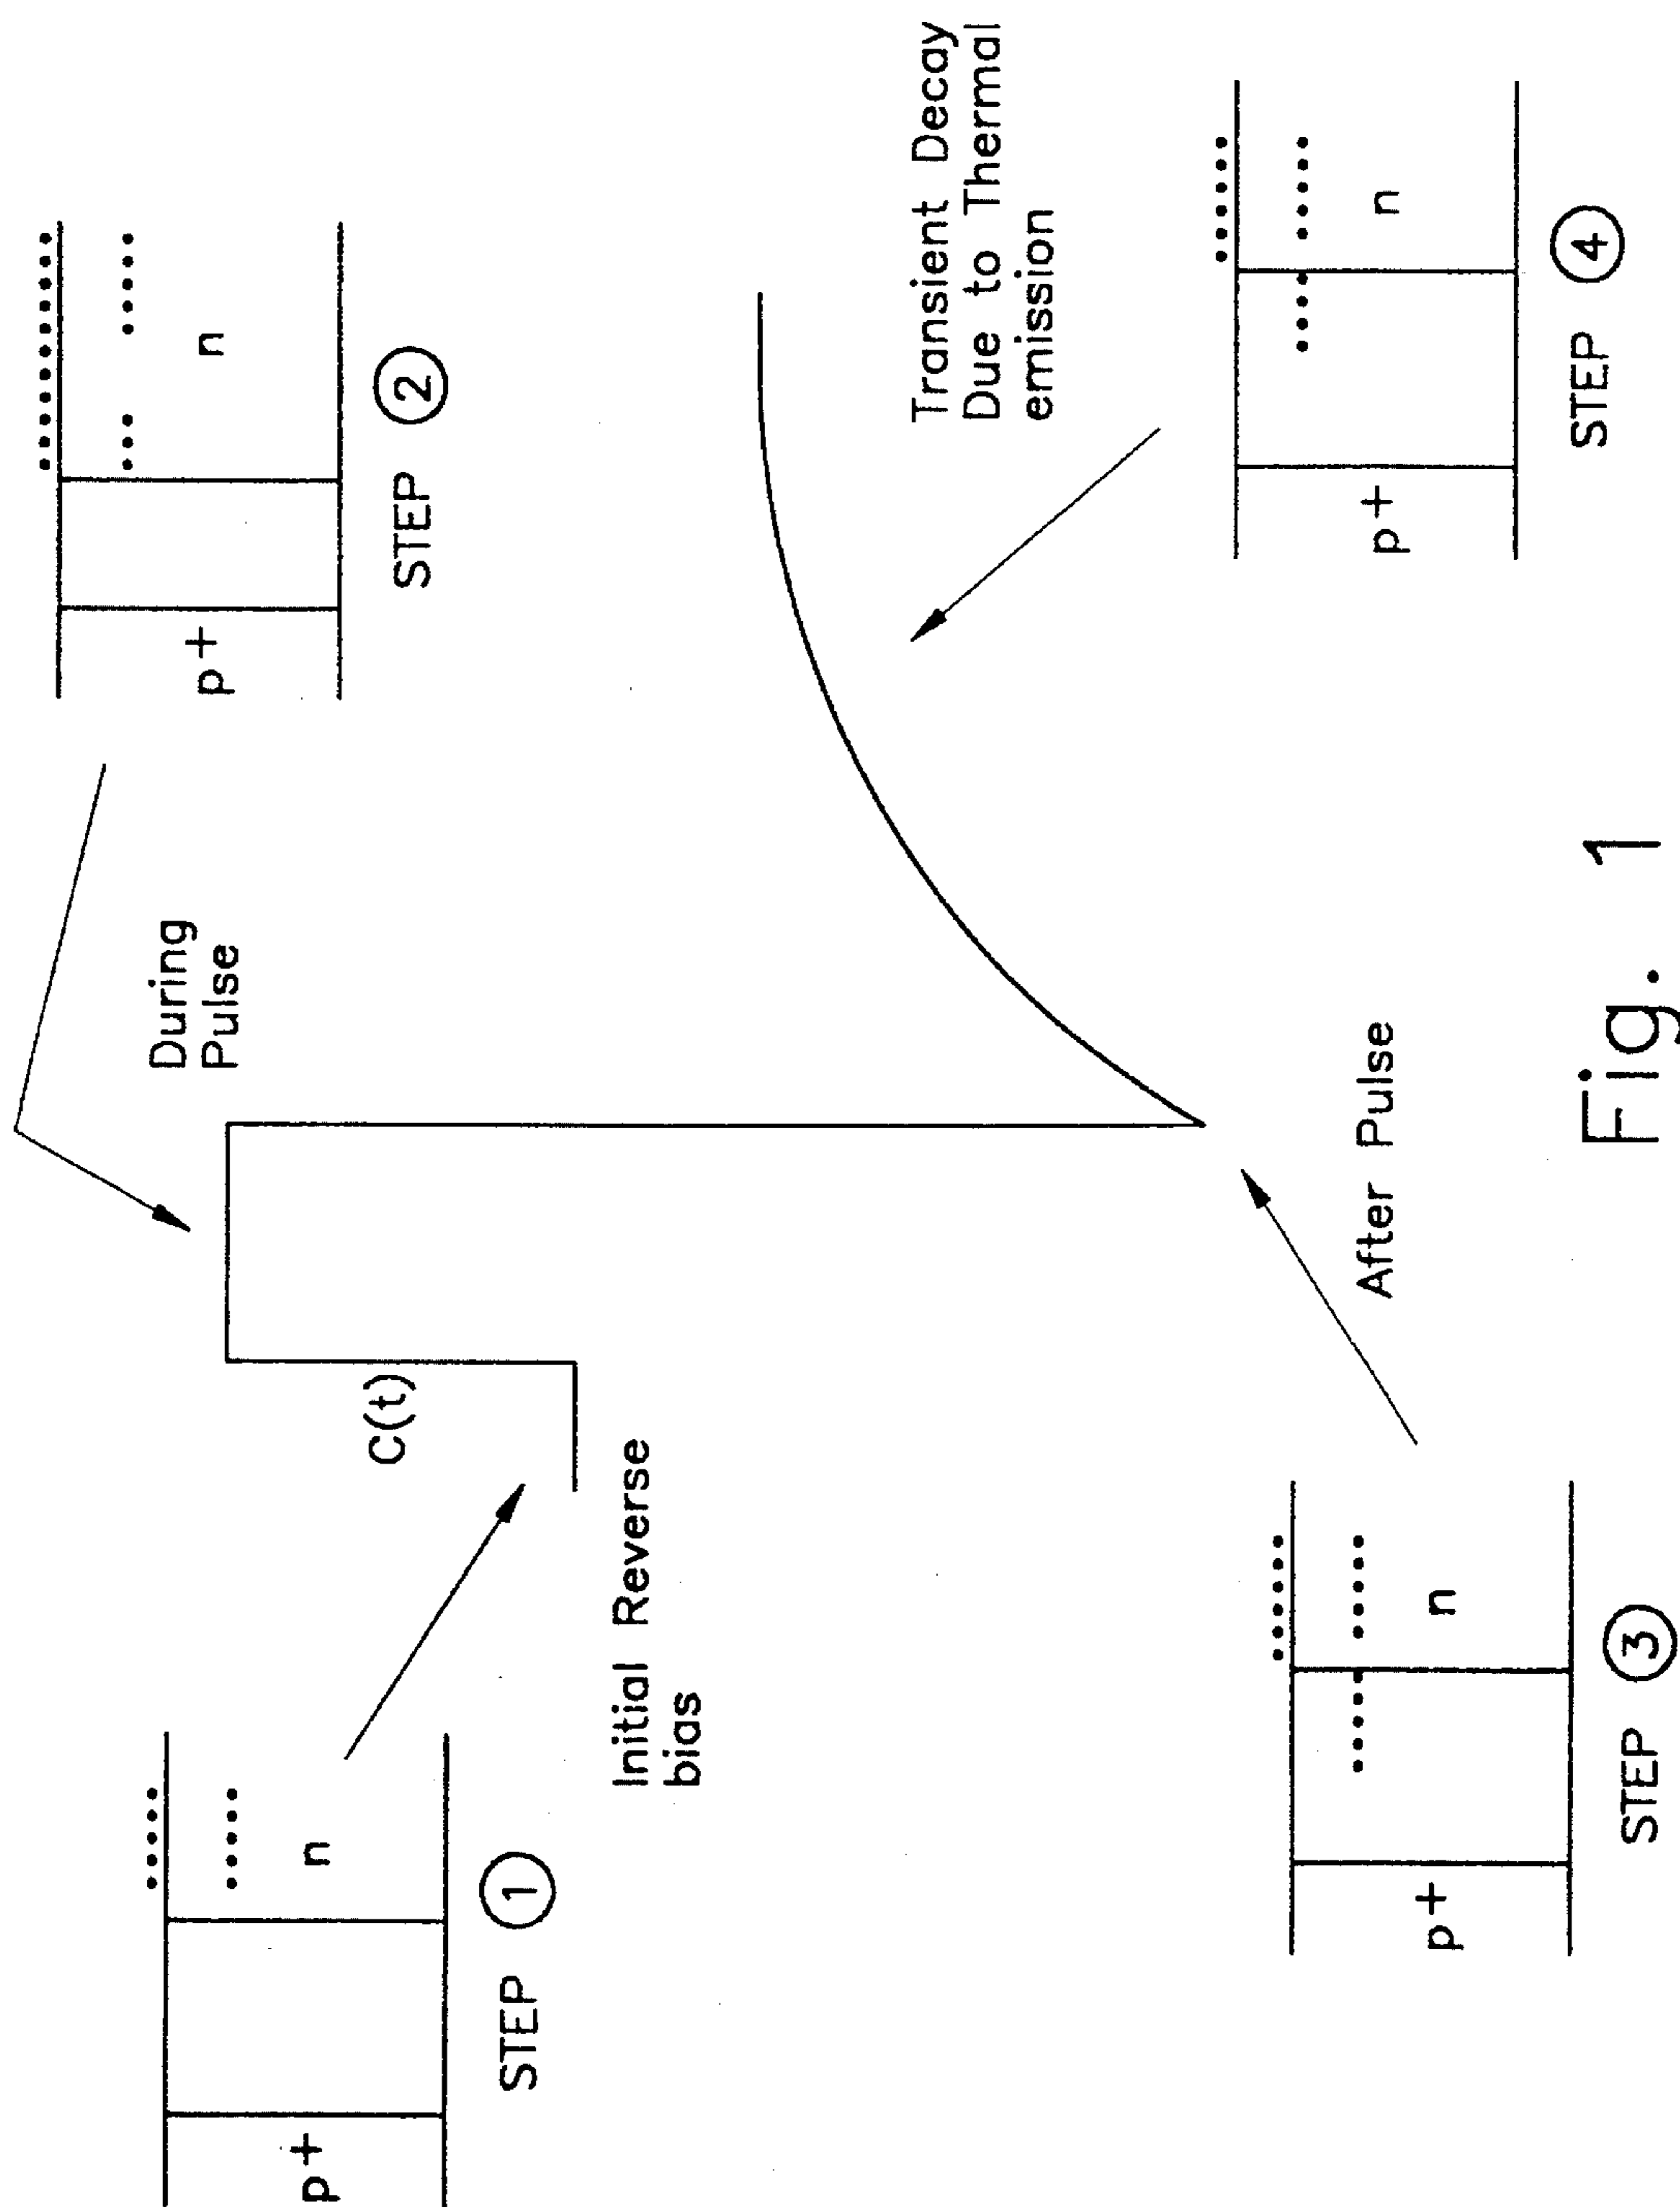 p+
n
STEP 1
Initial Reverse
bias
C(t)
During
Pulse
p+
n
STEP 2
p+
n
STEP 3
After Pulse
Transient Decay
Due to Thermal
emission
p+
n
STEP 4
Fig. 1